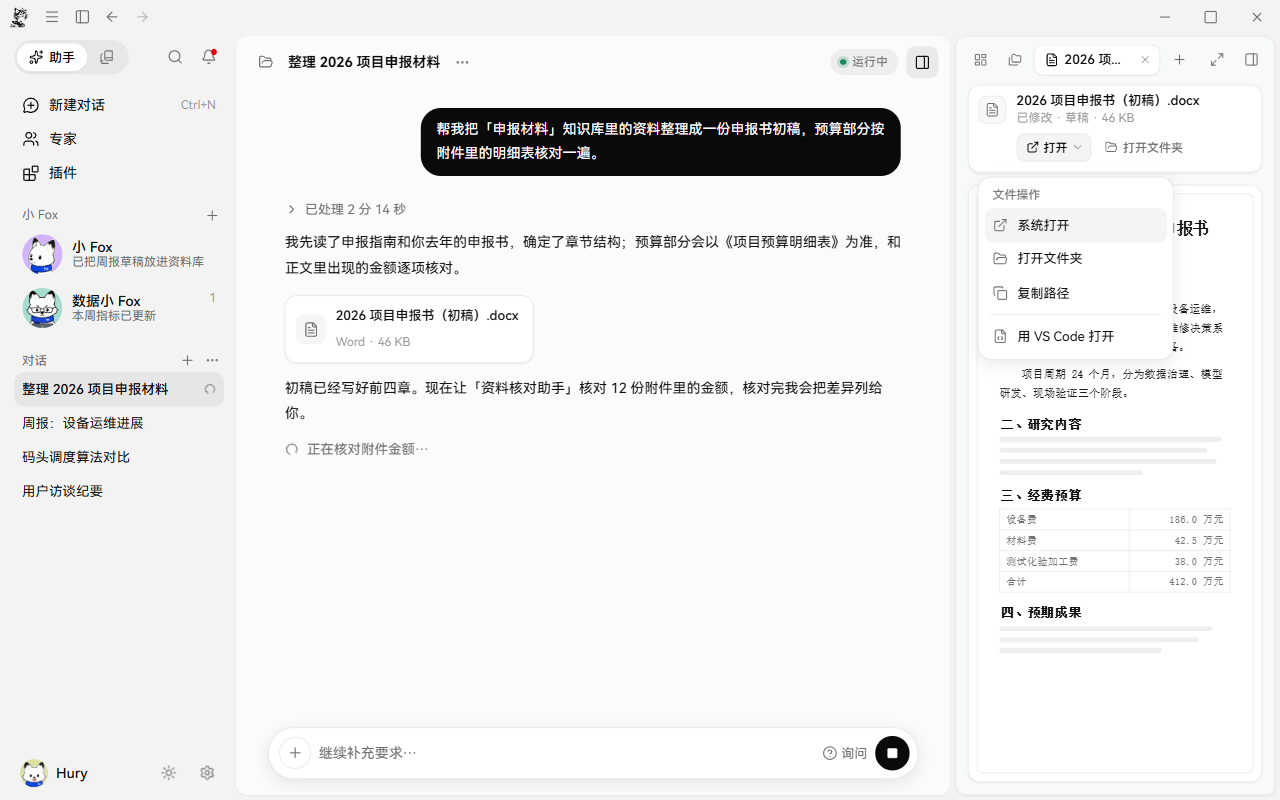 助手
新建对话 Ctrl+N
专家
插件
小 Fox
小 Fox
已把周报草稿放进资料库
数据小 Fox 1
本周指标已更新
对话
整理 2026 项目申报材料
周报：设备运维进展
码头调度算法对比
用户访谈纪要
Hury
整理 2026 项目申报材料
运行中
帮我把「申报材料」知识库里的资料整理成一份申报书初稿，预算部分按
附件里的明细表核对一遍。
已处理 2 分 14 秒
我先读了申报指南和你去年的申报书，确定了章节结构；预算部分会以《项目预算明细表》为准，和
正文里出现的金额逐项核对。
2026 项目申报书（初稿）.docx
Word · 46 KB
初稿已经写好前四章。现在让「资料核对助手」核对 12 份附件里的金额，核对完我会把差异列给
你。
正在核对附件金额…
继续补充要求…
询问
2026 项...
2026 项目申报书（初稿）.docx
已修改 · 草稿 · 46 KB
打开
打开文件夹
文件操作
系统打开
打开文件夹
复制路径
用 VS Code 打开
报书
设备运维，
维修决策系
备。
项目周期 24 个月，分为数据治理、模型
研发、现场验证三个阶段。
二、研究内容
三、经费预算
设备费 186.0 万元
材料费 42.5 万元
测试化验加工费 38.0 万元
合计 412.0 万元
四、预期成果